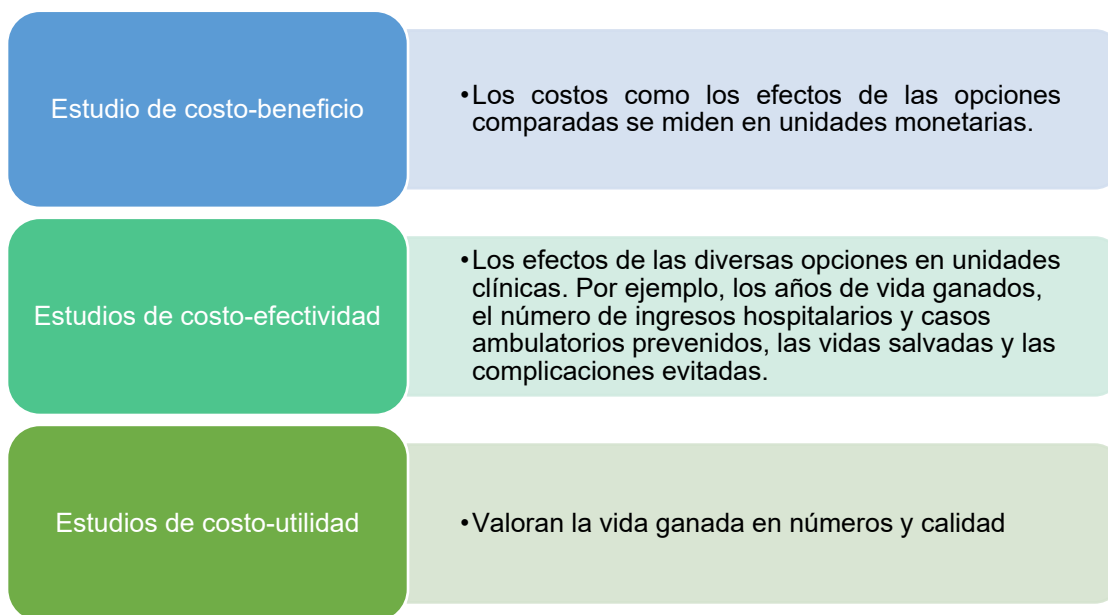 Estudio de costo-beneficio
•Los costos como los efectos de las opciones
comparadas se miden en unidades monetarias.
Estudios de costo-efectividad
•Los efectos de las diversas opciones en unidades
clínicas. Por ejemplo, los años de vida ganados,
el número de ingresos hospitalarios y casos
ambulatorios prevenidos, las vidas salvadas y las
complicaciones evitadas.
Estudios de costo-utilidad
•Valoran la vida ganada en números y calidad